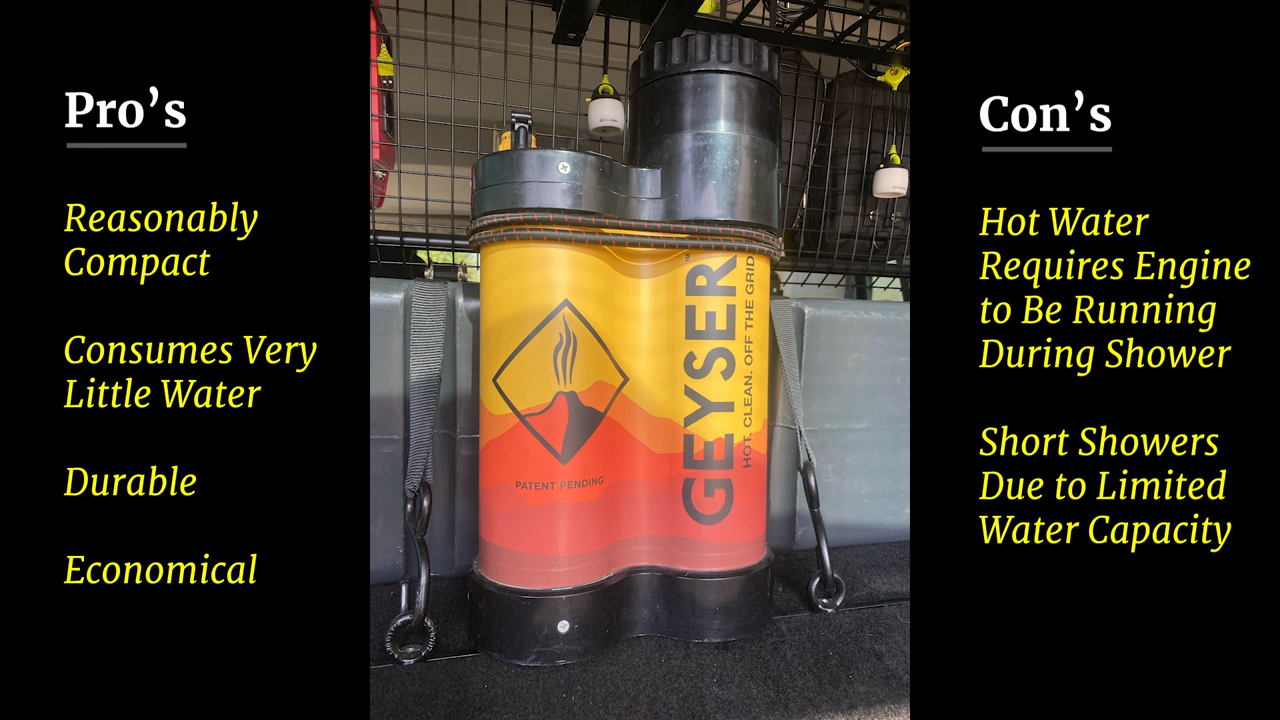 Pro’s
Reasonably
Compact
Consumes Very
Little Water
Durable
Economical
GEYSER™
HOT. CLEAN. OFF THE GRID
PATENT PENDING
Con’s
Hot Water
Requires Engine
to Be Running
During Shower
Short Showers
Due to Limited
Water Capacity